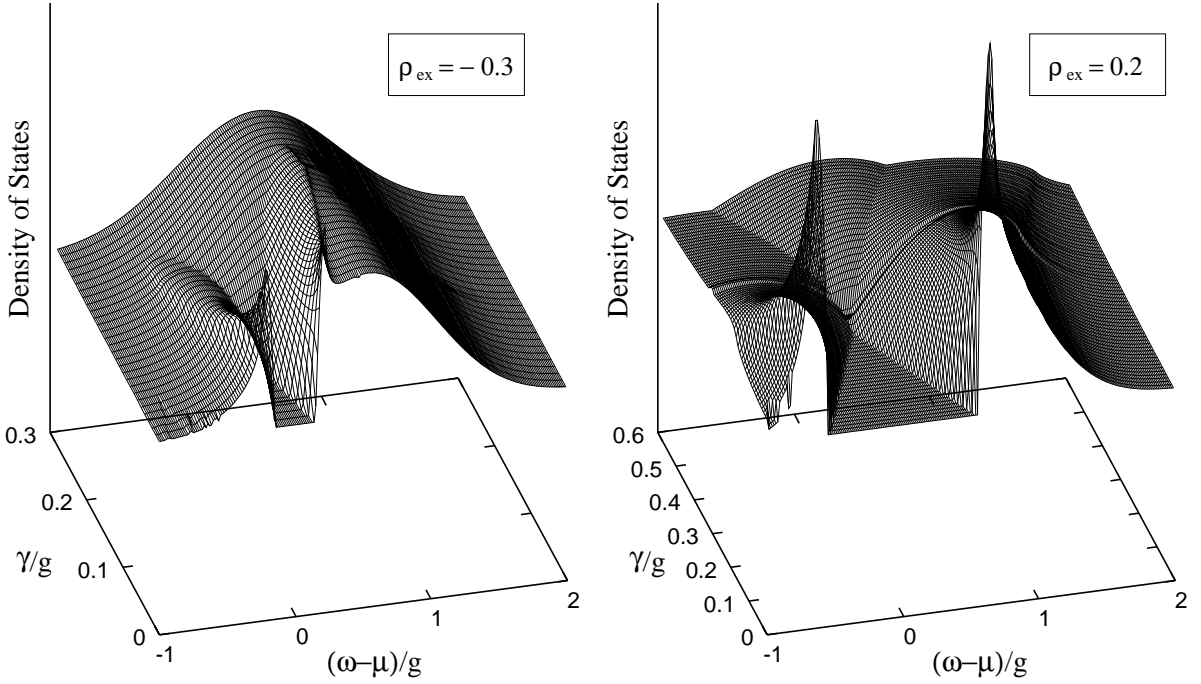 Density of States
ρ ex = − 0.3
0.3
0.2
0.1
0
γ/g
-1
0
1
2
(ω−μ)/g
Density of States
ρ ex = 0.2
0.6
0.5
0.4
0.3
0.2
0.1
0
γ/g
-1
0
1
2
(ω−μ)/g